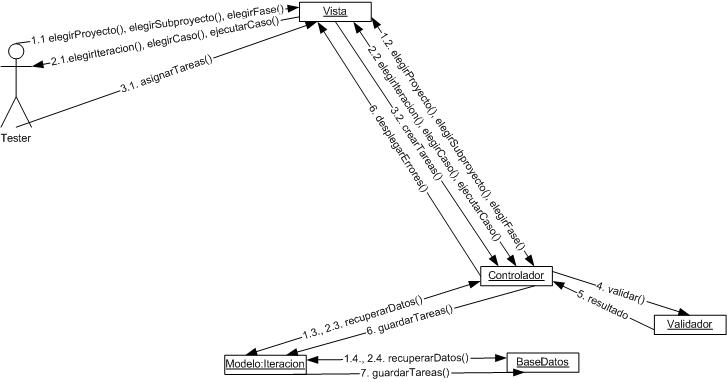 Vista
1.1 elegirProyecto(), elegirSubproyecto(), elegirFase()
2.1.elegirIteracion(), elegirCaso(), ejecutarCaso()
3.1. asignarTareas()
Tester
1.2. elegirProyecto(), elegirSubproyecto(), elegirFase()
2.2 elegirIteracion(), elegirCaso(), ejecutarCaso()
3.2. crearTareas()
6. desplegarErrores()
Controlador
4. validar()
5. resultado
Validador
1.3., 2.3. recuperarDatos()
6. guardarTareas()
Modelo:Iteracion
1.4., 2.4. recuperarDatos()
7. guardarTareas()
BaseDatos